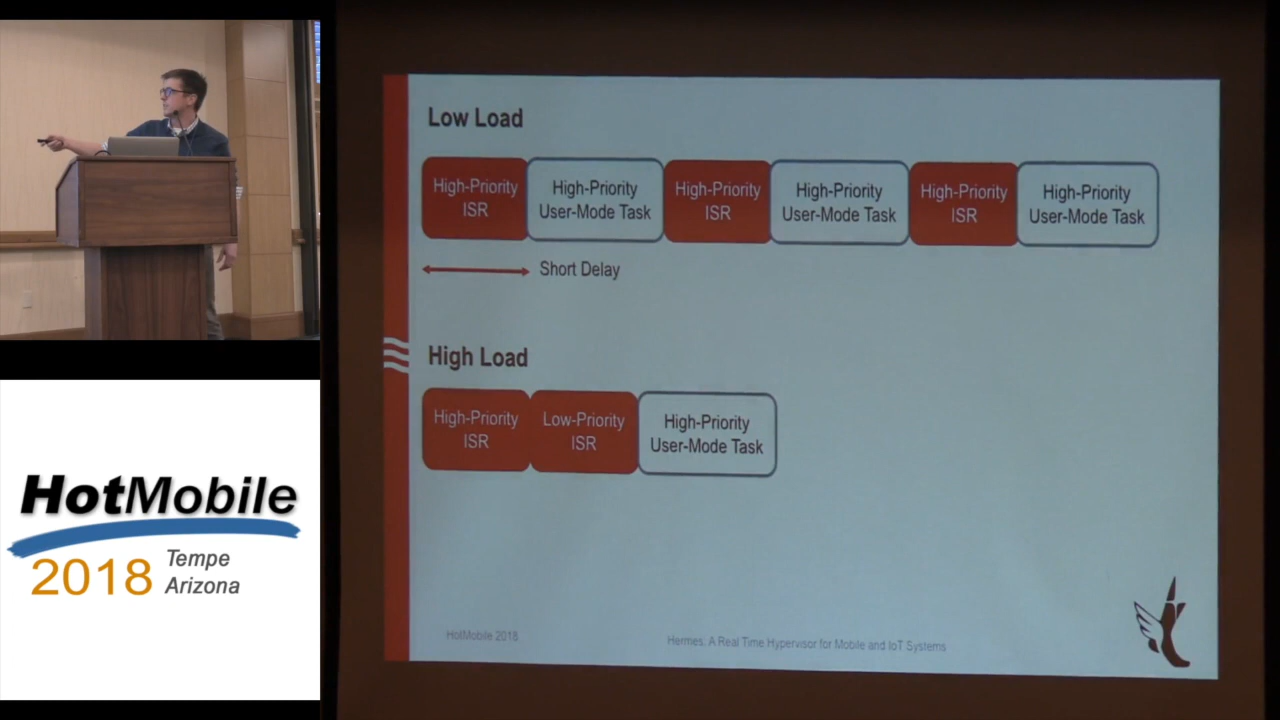 Low Load
High-Priority
ISR
High-Priority
User-Mode Task
High-Priority
ISR
High-Priority
User-Mode Task
High-Priority
ISR
High-Priority
User-Mode Task
Short Delay
High Load
High-Priority
ISR
Low-Priority
ISR
High-Priority
User-Mode Task
HotMobile 2018
Hermes: A Real Time Hypervisor for Mobile and IoT Systems
HotMobile
2018
Tempe
Arizona